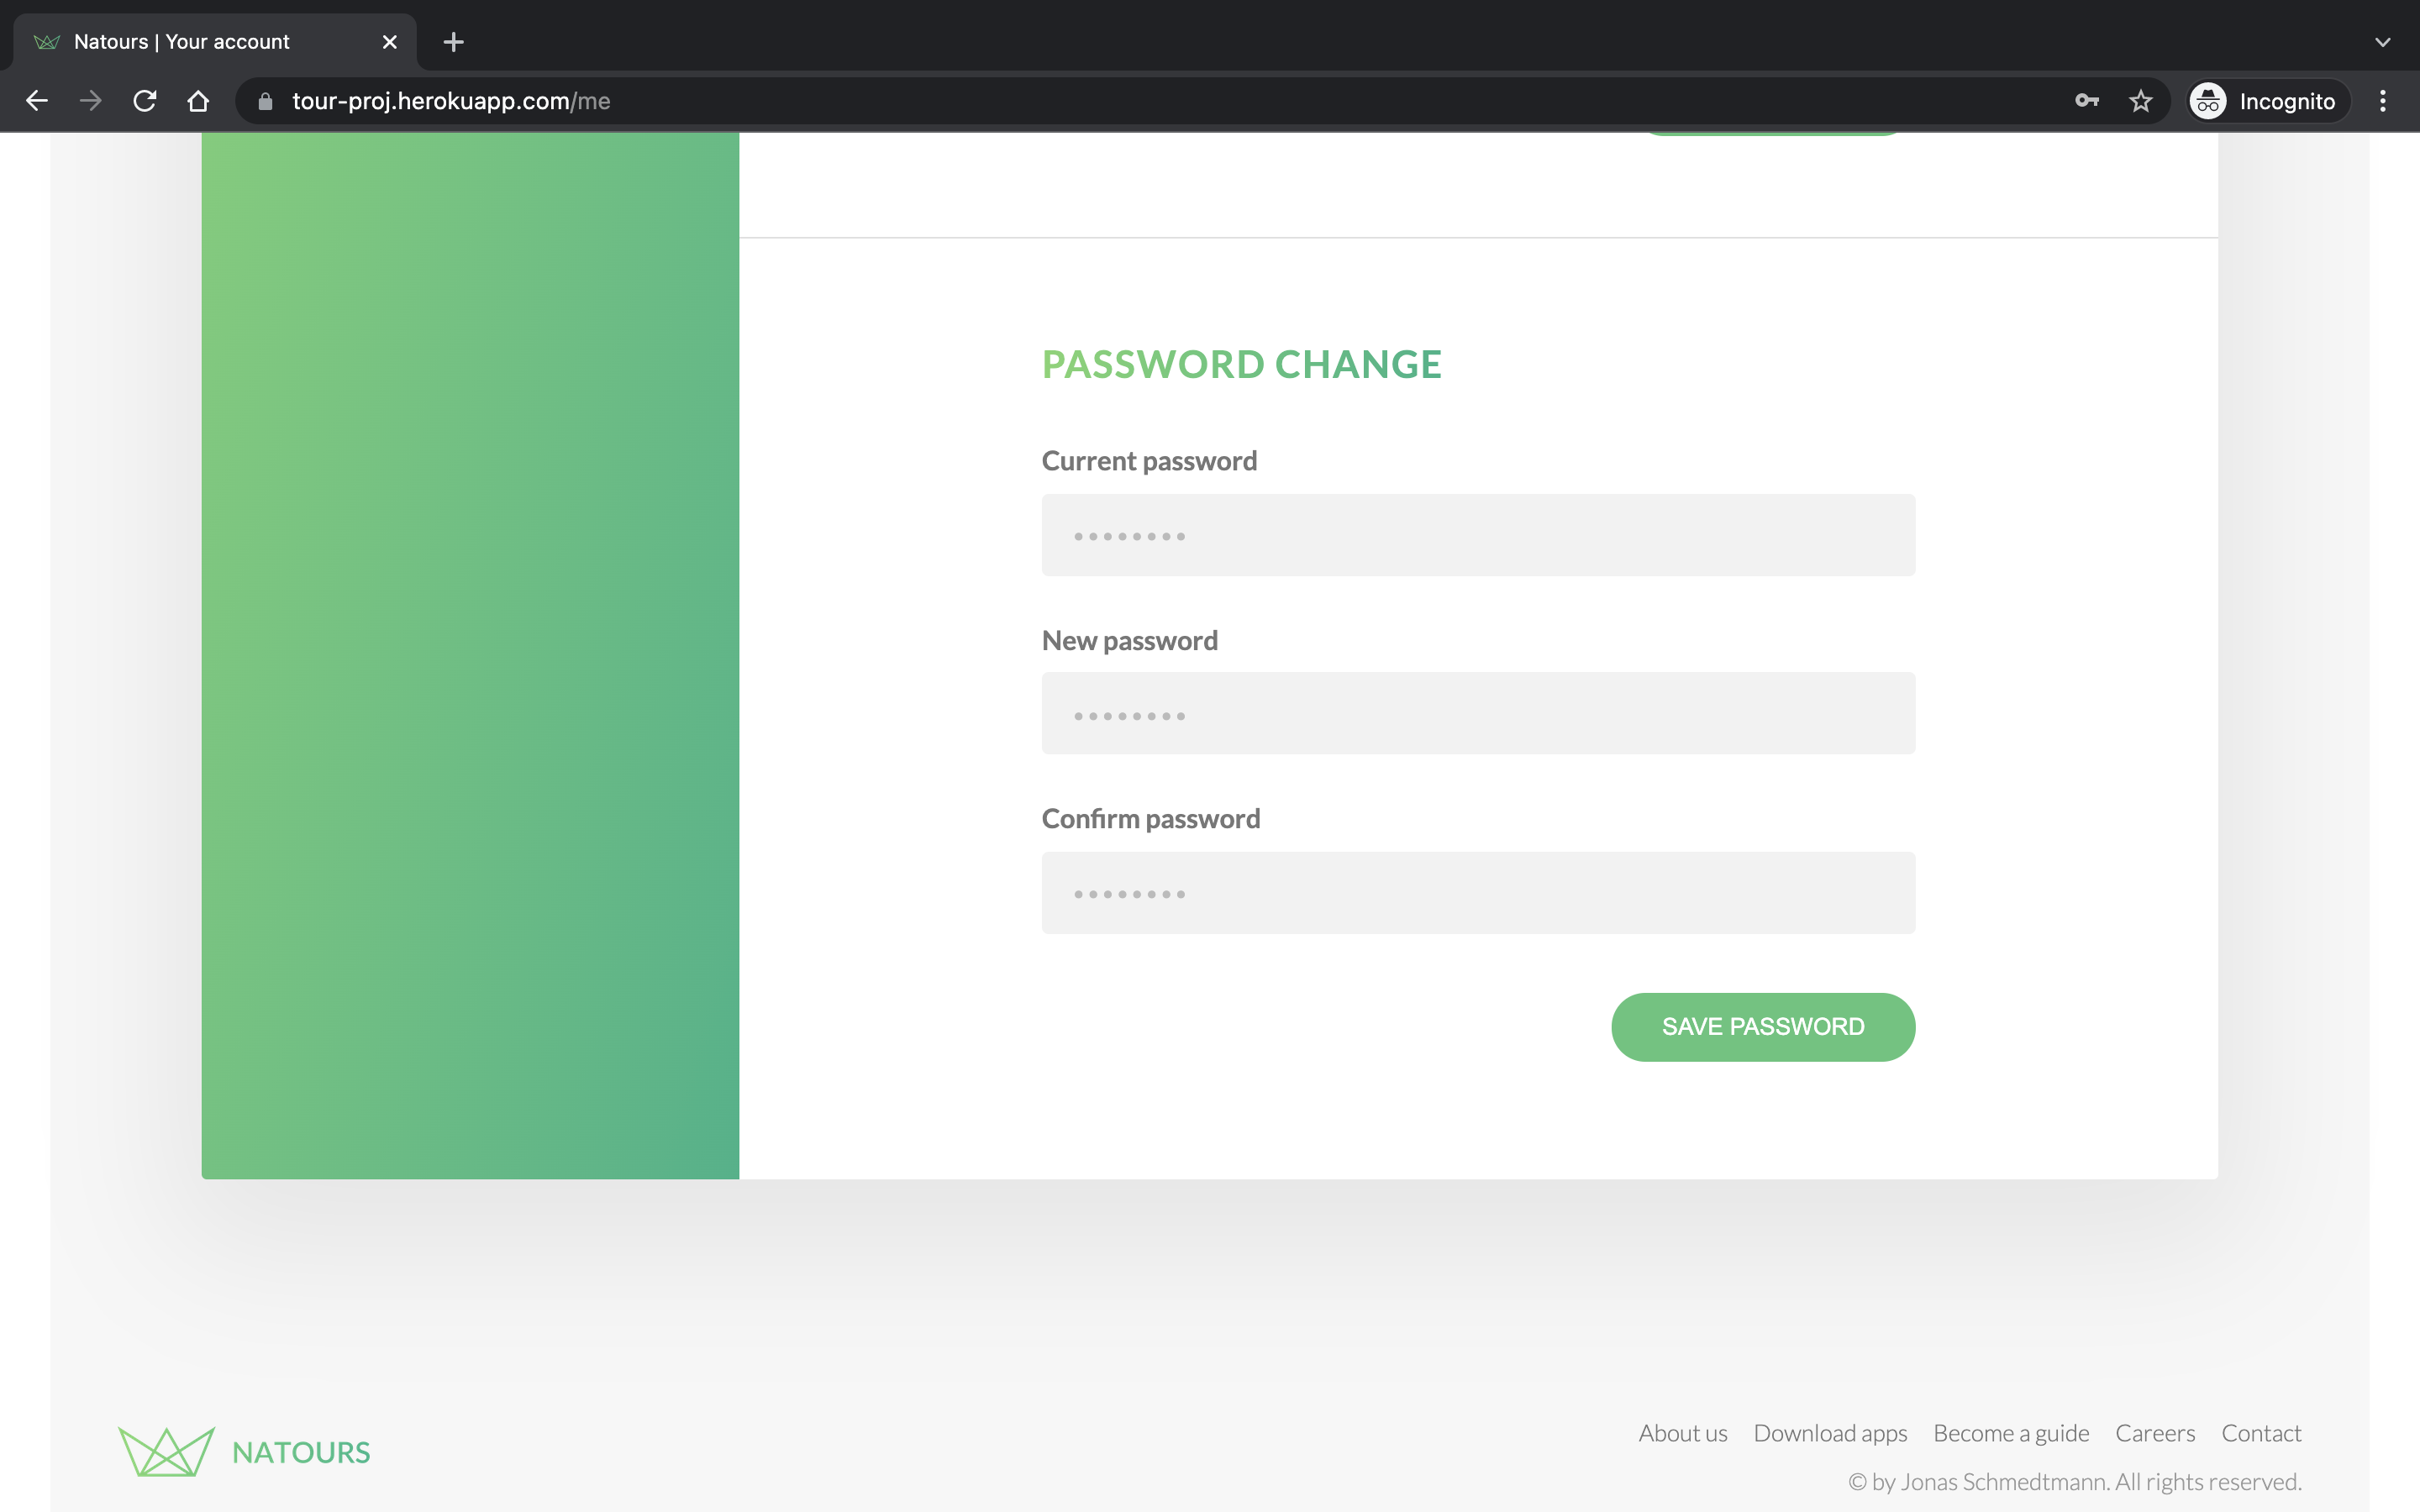 Natours | Your account
tour-proj.herokuapp.com/me
Incognito
PASSWORD CHANGE
Current password
••••••••
New password
••••••••
Confirm password
••••••••
SAVE PASSWORD
NATOURS
About us Download apps Become a guide Careers Contact
© by Jonas Schmedtmann. All rights reserved.